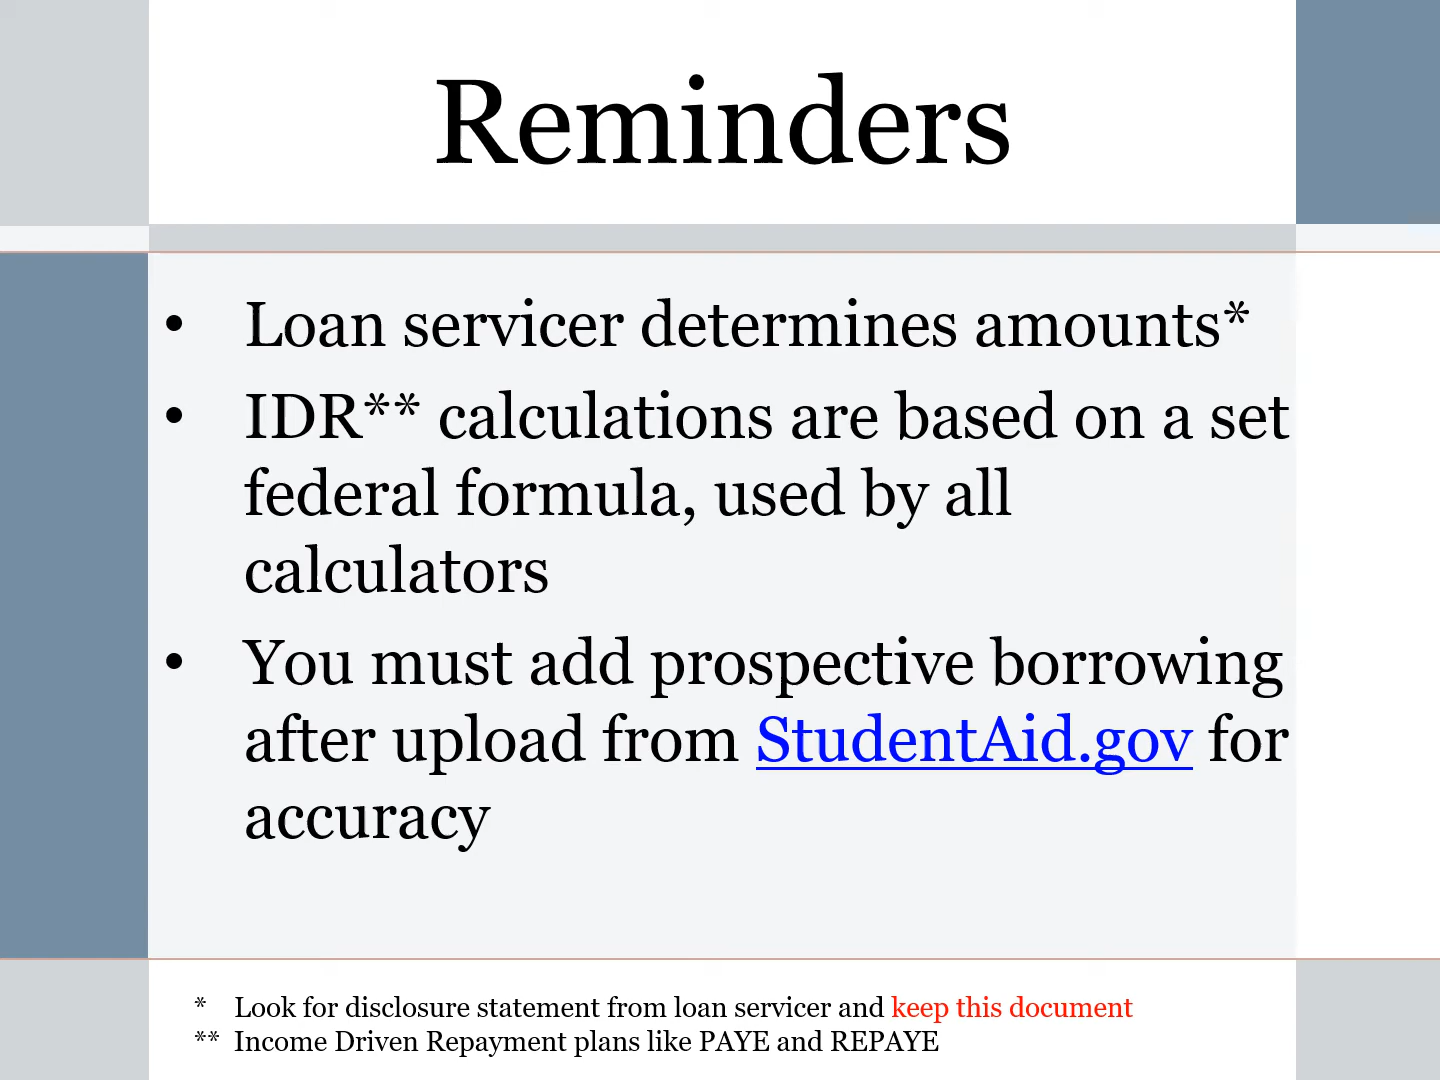 Reminders
• Loan servicer determines amounts*
• IDR** calculations are based on a set
federal formula, used by all
calculators
• You must add prospective borrowing
after upload from StudentAid.gov for
accuracy
* Look for disclosure statement from loan servicer and keep this document
** Income Driven Repayment plans like PAYE and REPAYE